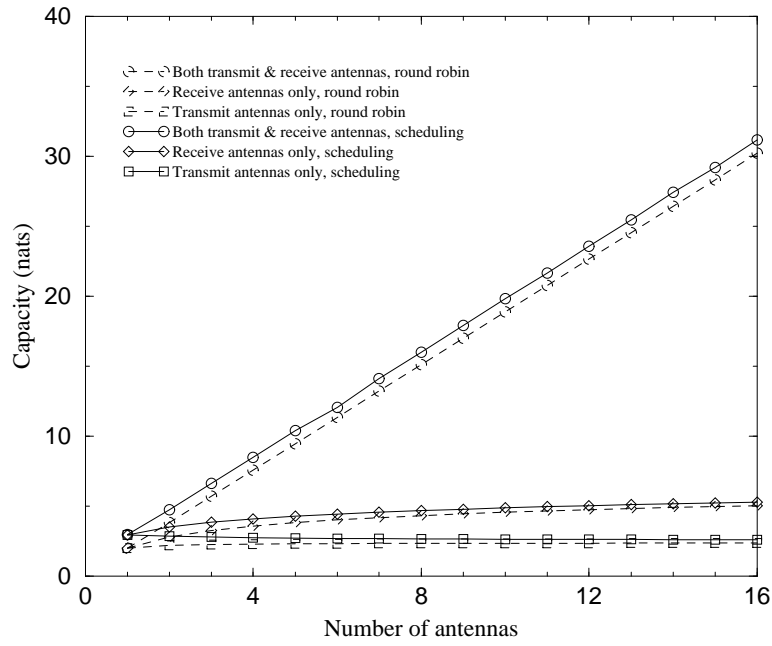 40
30
20
10
0
Capacity (nats)
Both transmit & receive antennas, round robin
Receive antennas only, round robin
Transmit antennas only, round robin
Both transmit & receive antennas, scheduling
Receive antennas only, scheduling
Transmit antennas only, scheduling
0 4 8 12 16
Number of antennas